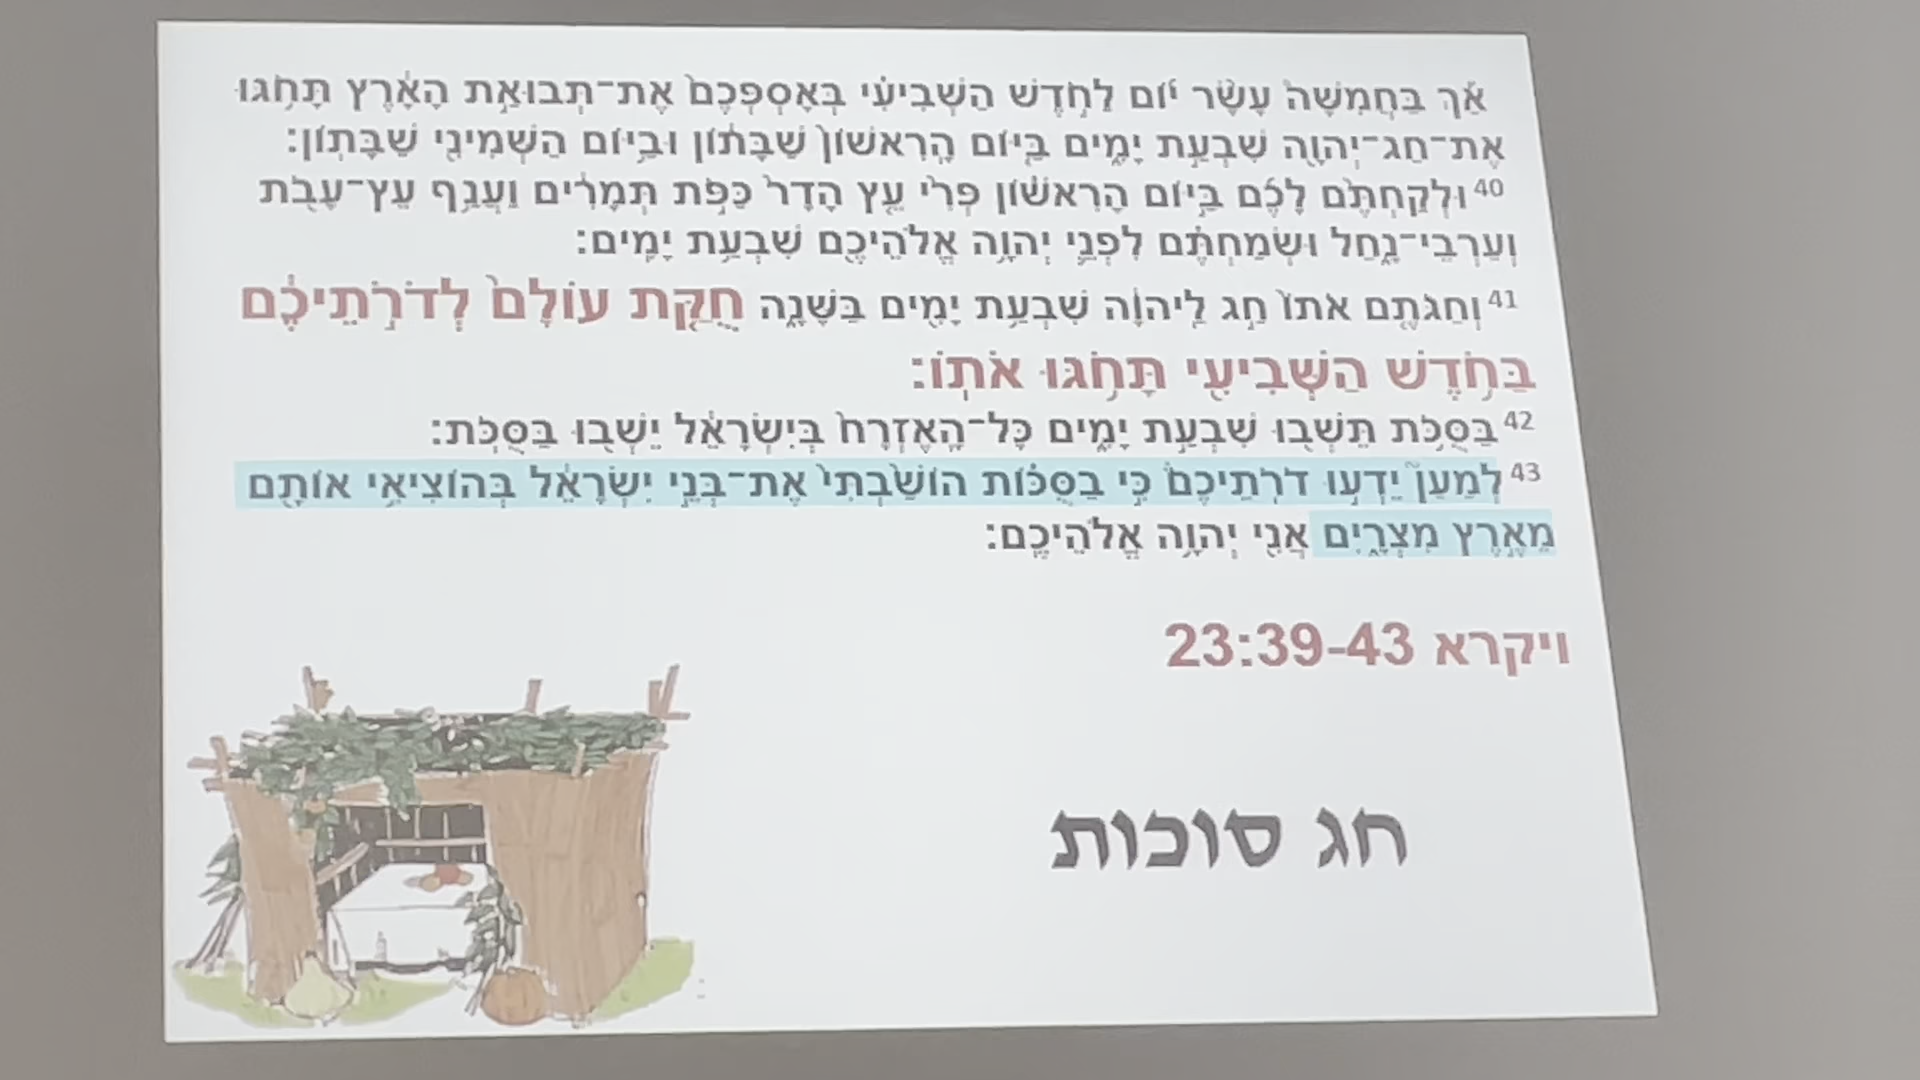 אַ֡ךְ בַּחֲמִשָּׁה֩ עָשָׂ֨ר י֜וֹם לַחֹ֣דֶשׁ הַשְּׁבִיעִ֗י בְּאָסְפְּכֶם֙ אֶת־תְּבוּאַ֣ת הָאָ֔רֶץ תָּחֹ֥גּוּ
אֶת־חַג־יְהוָ֖ה שִׁבְעַ֣ת יָמִ֑ים בַּיּ֤וֹם הָֽרִאשׁוֹן֙ שַׁבָּת֔וֹן וּבַיּ֥וֹם הַשְּׁמִינִ֖י שַׁבָּתֽוֹן׃
40 וּלְקַחְתֶּ֨ם לָכֶ֜ם בַּיּ֣וֹם הָרִאשׁ֗וֹן פְּרִ֨י עֵ֤ץ הָדָר֙ כַּפֹּ֣ת תְּמָרִ֔ים וַעֲנַ֥ף עֵץ־עָבֹ֖ת
וְעַרְבֵי־נָ֑חַל וּשְׂמַחְתֶּ֗ם לִפְנֵ֛י יְהוָ֥ה אֱלֹהֵיכֶ֖ם שִׁבְעַ֥ת יָמִֽים׃
41 וְחַגֹּתֶ֤ם אֹתוֹ֙ חַ֣ג לַֽיהוָ֔ה שִׁבְעַ֥ת יָמִ֖ים בַּשָּׁנָ֑ה חֻקַּ֤ת עוֹלָם֙ לְדֹרֹ֣תֵיכֶ֔ם
בַּחֹ֥דֶשׁ הַשְּׁבִיעִ֖י תָּחֹ֥גּוּ אֹתֽוֹ׃
42 בַּסֻּכֹּ֥ת תֵּשְׁב֖וּ שִׁבְעַ֣ת יָמִ֑ים כָּל־הָֽאֶזְרָח֙ בְּיִשְׂרָאֵ֔ל יֵשְׁב֖וּ בַּסֻּכֹּֽת׃
43 לְמַעַן֮ יֵדְע֣וּ דֹרֹֽתֵיכֶם֒ כִּ֣י בַסֻּכּ֗וֹת הוֹשַׁ֙בְתִּי֙ אֶת־בְּנֵ֣י יִשְׂרָאֵ֔ל בְּהוֹצִיאִ֥י אוֹתָ֖ם
מֵאֶ֣רֶץ מִצְרָ֑יִם אֲנִ֖י יְהוָ֥ה אֱלֹהֵיכֶֽם׃
ויקרא 23:39-43
חג סוכות